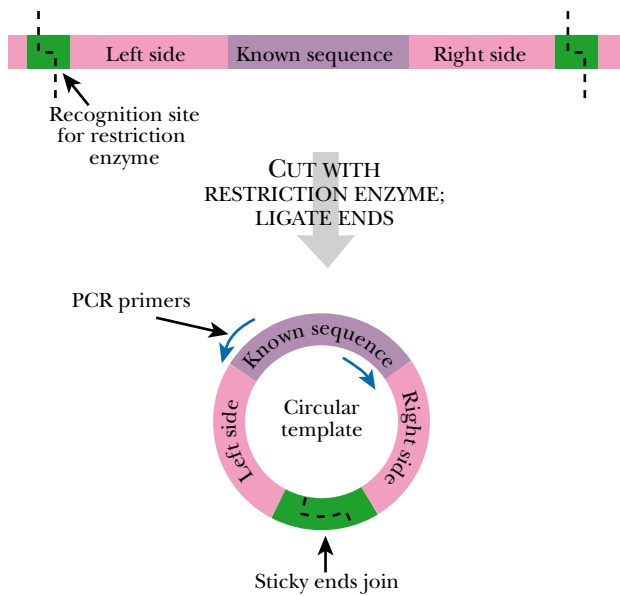 Left side
Known sequence
Right side
Recognition site
for restriction
enzyme
CUT WITH
RESTRICTION ENZYME;
LIGATE ENDS
PCR primers
Known sequence
Left side
Right side
Circular
template
Sticky ends join